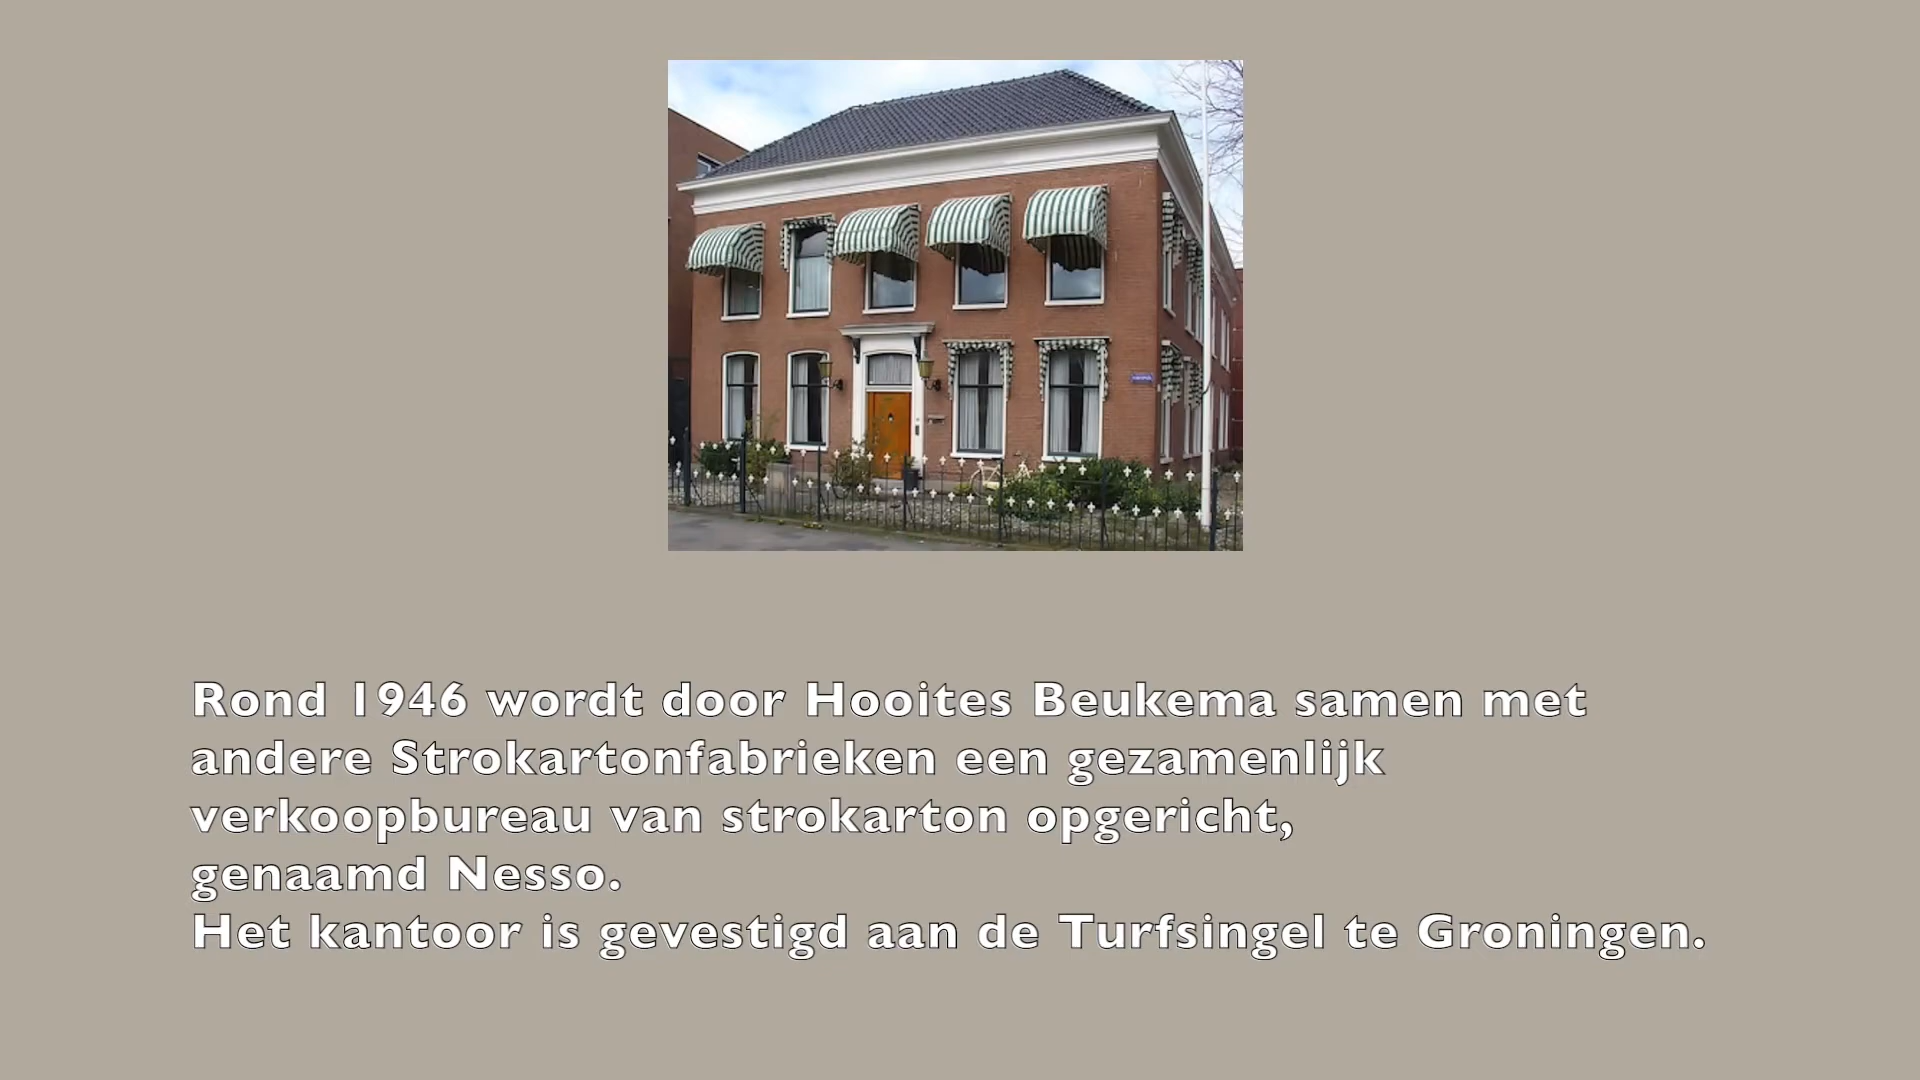 Rond 1946 wordt door Hooites Beukema samen met
andere Strokartonfabrieken een gezamenlijk
verkoopbureau van strokarton opgericht,
genaamd Nesso.
Het kantoor is gevestigd aan de Turfsingel te Groningen.